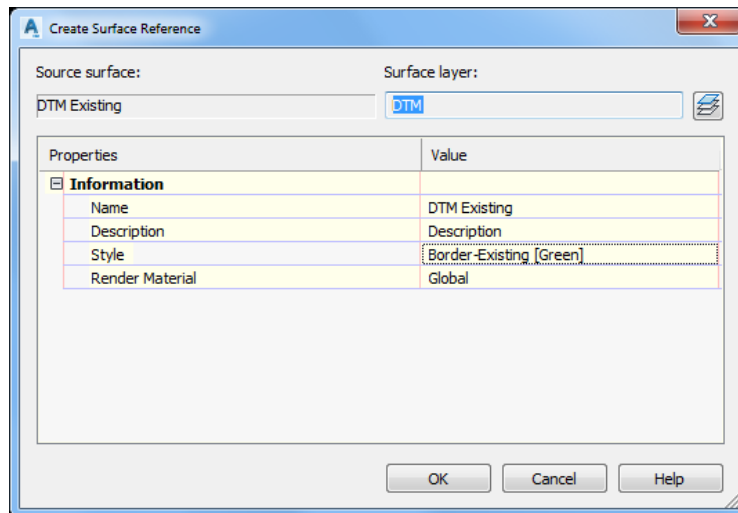 Create Surface Reference
Source surface: Surface layer:
DTM Existing DTM
Properties Value
Information
Name DTM Existing
Description Description
Style Border-Existing [Green]
Render Material Global
OK Cancel Help